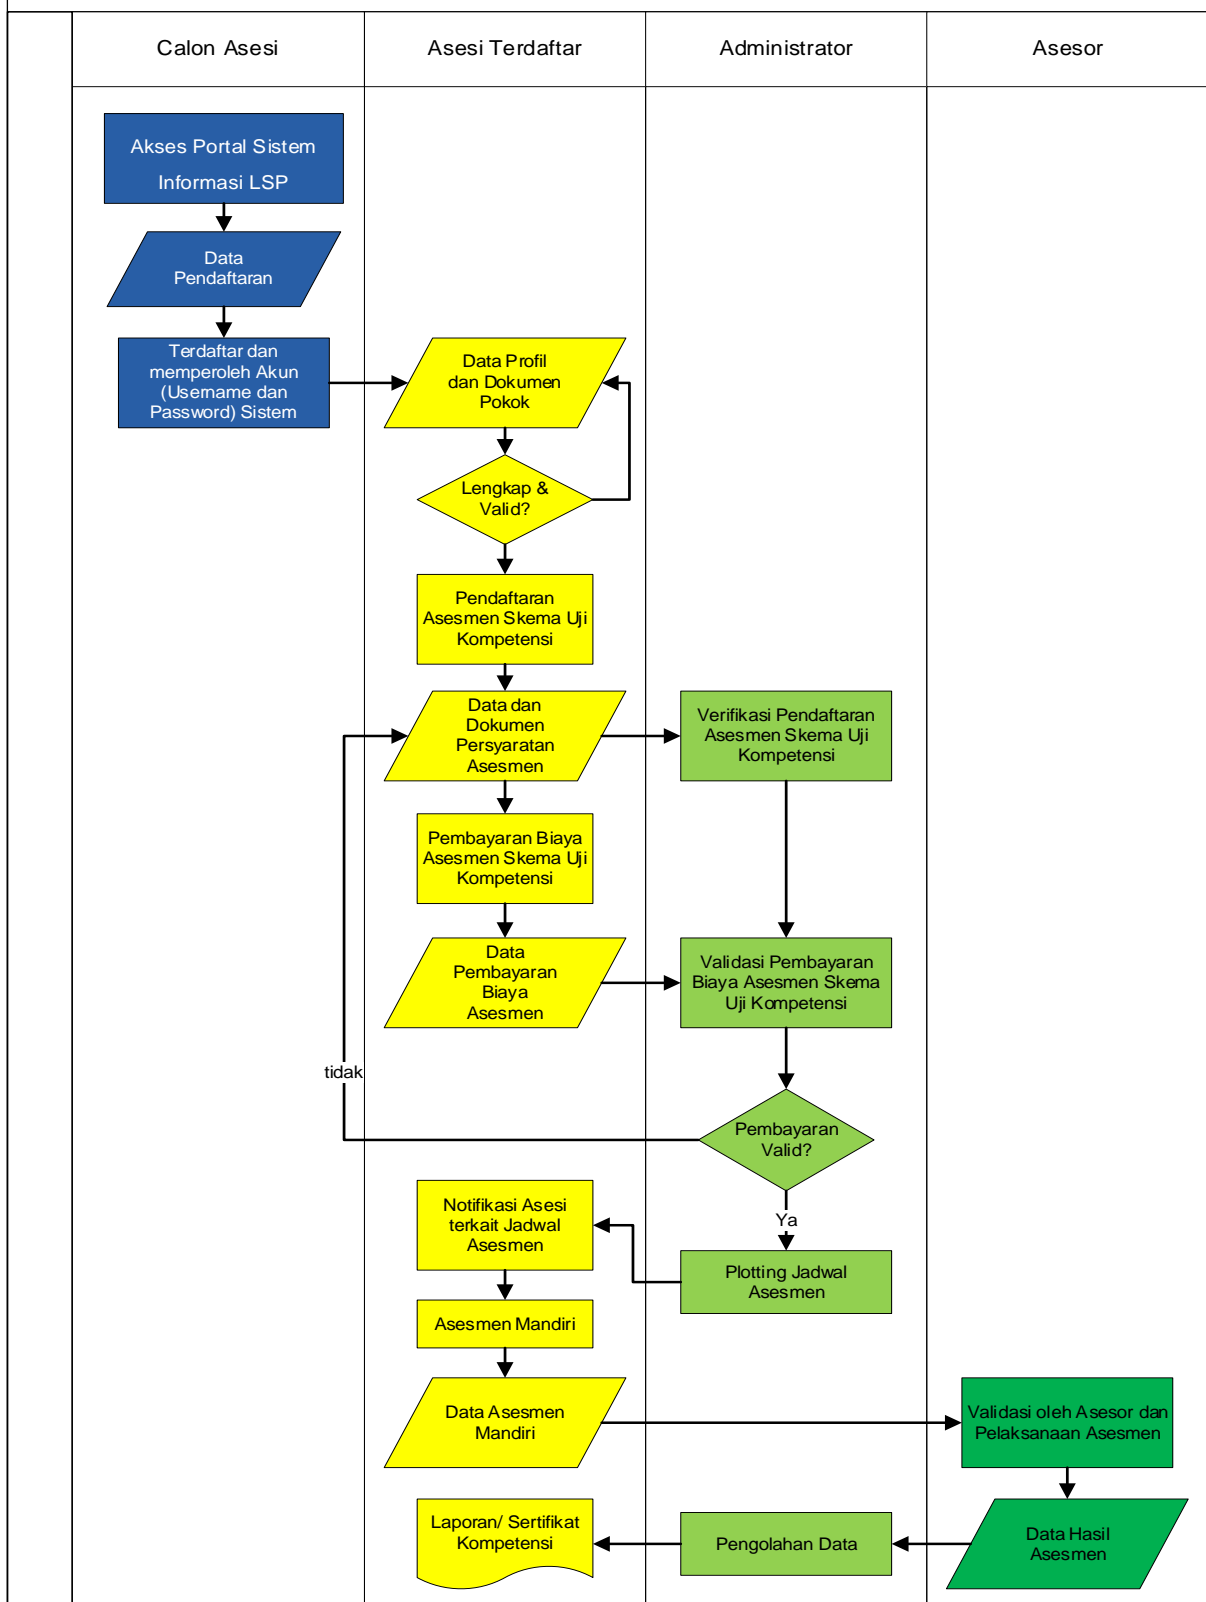 Calon Asesi
Asesi Terdaftar
Administrator
Asesor
Akses Portal Sistem
Informasi LSP
Data
Pendaftaran
Terdaftar dan
memperoleh Akun
(Username dan
Password) Sistem
Data Profil
dan Dokumen
Pokok
Lengkap &
Valid?
Pendaftaran
Asesmen Skema Uji
Kompetensi
Data dan
Dokumen
Persyaratan
Asesmen
Verifikasi Pendaftaran
Asesmen Skema Uji
Kompetensi
Pembayaran Biaya
Asesmen Skema Uji
Kompetensi
Data
Pembayaran
Biaya
Asesmen
Validasi Pembayaran
Biaya Asesmen Skema
Uji Kompetensi
tidak
Pembayaran
Valid?
Ya
Notifikasi Asesi
terkait Jadwal
Asesmen
Plotting Jadwal
Asesmen
Asesmen Mandiri
Data Asesmen
Mandiri
Validasi oleh Asesor dan
Pelaksanaan Asesmen
Laporan/ Sertifikat
Kompetensi
Pengolahan Data
Data Hasil
Asesmen